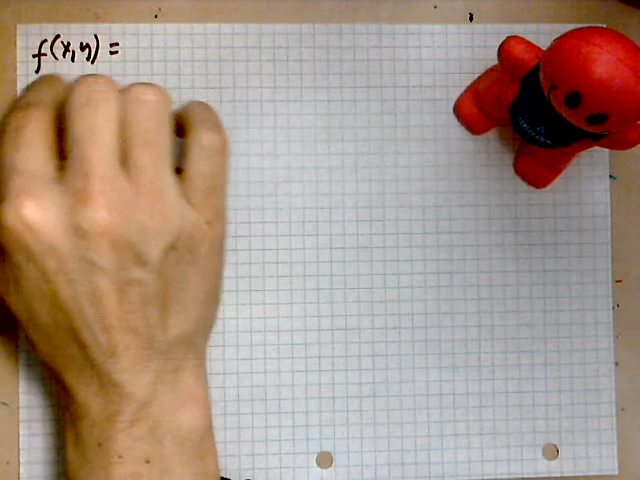 f(x,y) =